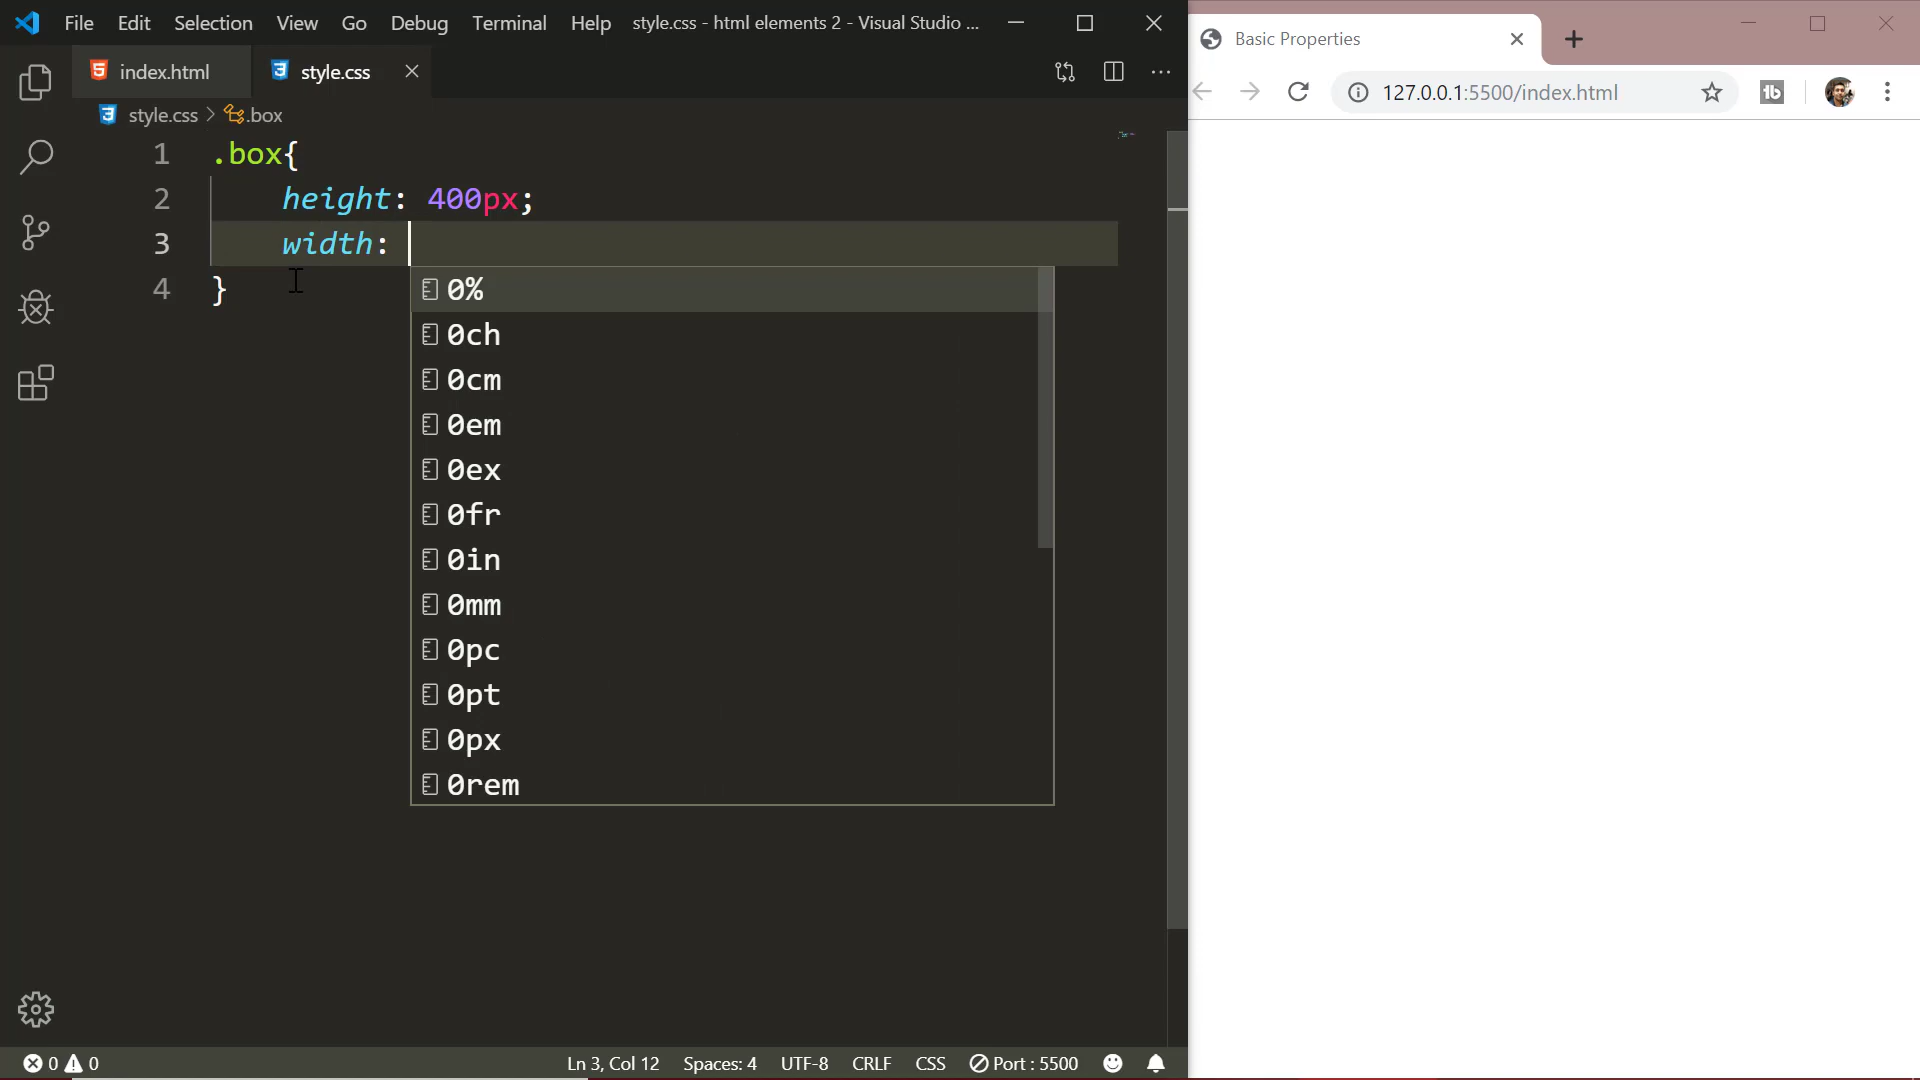 File Edit Selection View Go Debug Terminal Help style.css - html elements 2 - Visual Studio ...
index.html style.css
style.css > .box
1 .box{
2 height: 400px;
3 width:
4 }
0%
0ch
0cm
0em
0ex
0fr
0in
0mm
0pc
0pt
0px
0rem
0 0 Ln 3, Col 12 Spaces: 4 UTF-8 CRLF CSS Port : 5500
Basic Properties
127.0.0.1:5500/index.html
tb